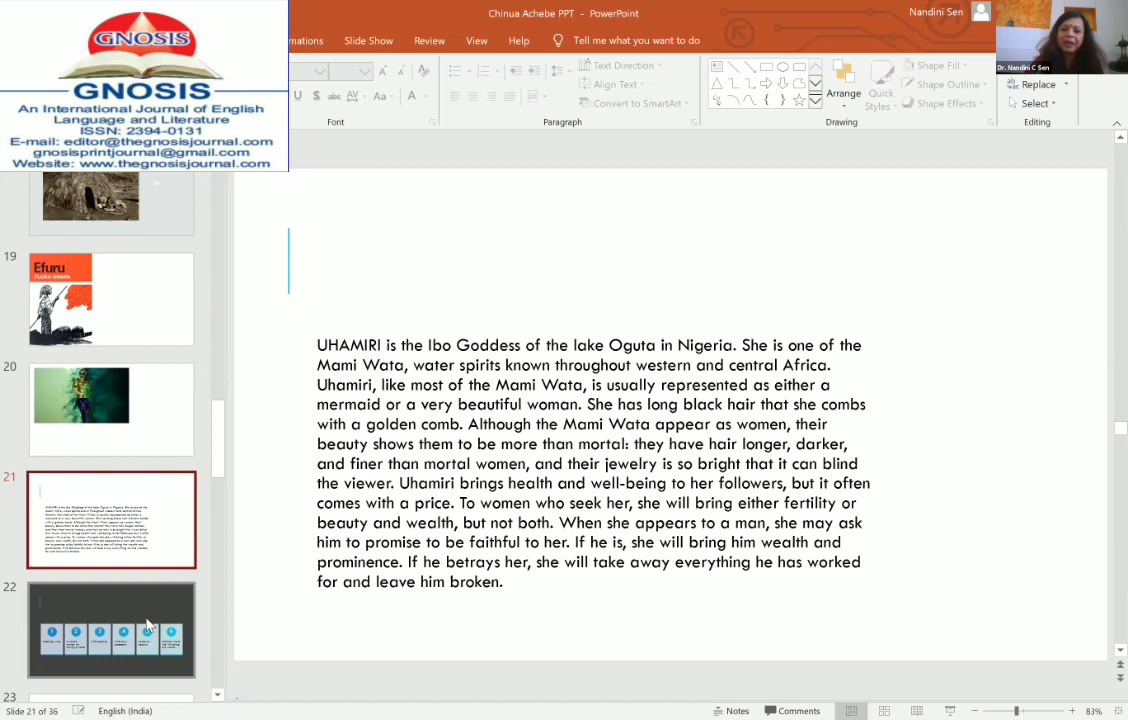 GNOSIS
GNOSIS
An International Journal of English
Language and Literature
ISSN: 2394-0131
E-mail: editor@thegnosisjournal.com
gnosisprintjournal@gmail.com
Website: www.thegnosisjournal.com
Chinua Achebe PPT - PowerPoint
Nandini Sen
Dr. Nandini C Sen
mations
Slide Show
Review
View
Help
Tell me what you want to do
Text Direction
Align Text
Convert to SmartArt
Arrange
Quick
Styles
Shape Fill
Shape Outline
Shape Effects
Replace
Select
Font
Paragraph
Drawing
Editing
19
Efuru
FLORA NWAPA
20
21
22
23
UHAMIRI is the Ibo Goddess of the lake Oguta in Nigeria. She is one of the
Mami Wata, water spirits known throughout western and central Africa.
Uhamiri, like most of the Mami Wata, is usually represented as either a
mermaid or a very beautiful woman. She has long black hair that she combs
with a golden comb. Although the Mami Wata appear as women, their
beauty shows them to be more than mortal: they have hair longer, darker,
and finer than mortal women, and their jewelry is so bright that it can blind
the viewer. Uhamiri brings health and well-being to her followers, but it often
comes with a price. To women who seek her, she will bring either fertility or
beauty and wealth, but not both. When she appears to a man, she may ask
him to promise to be faithful to her. If he is, she will bring him wealth and
prominence. If he betrays her, she will take away everything he has worked
for and leave him broken.
Slide 21 of 36
English (India)
Notes
Comments
83%